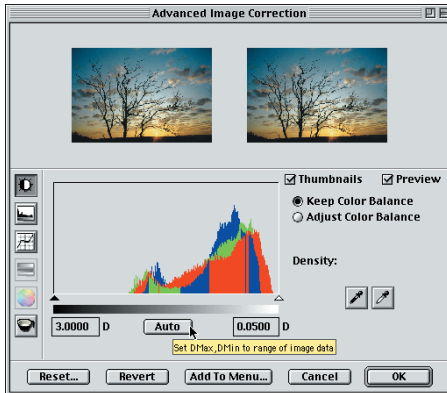 Advanced Image Correction
Thumbnails Preview
Keep Color Balance
Adjust Color Balance
Density:
3.0000 D Auto 0.0500 D
Set DMax,DMin to range of image data
Reset... Revert Add To Menu... Cancel OK